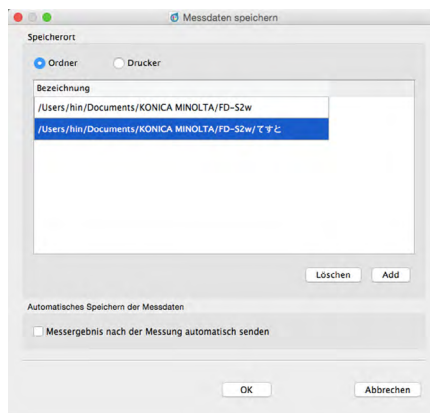 Messdaten speichern
Speicherort
Ordner Drucker
Bezeichnung
/Users/hin/Documents/KONICA MINOLTA/FD-S2w
/Users/hin/Documents/KONICA MINOLTA/FD-S2w/てすと
Löschen Add
Automatisches Speichern der Messdaten
Messergebnis nach der Messung automatisch senden
OK Abbrechen